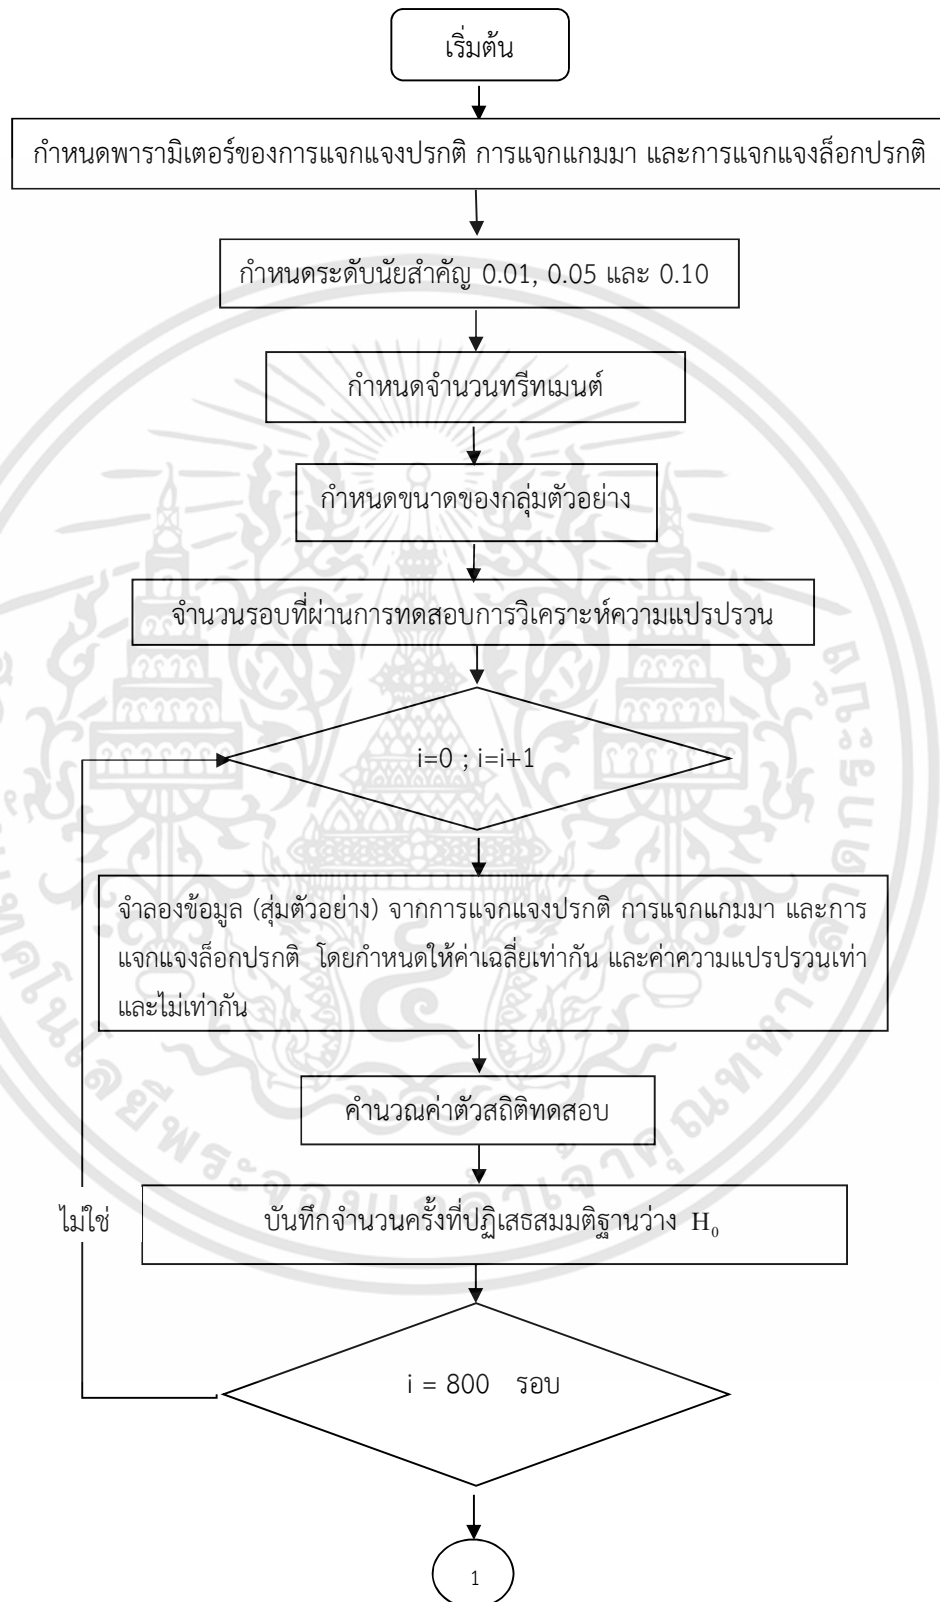 เริ่มต้น
กำหนดพารามิเตอร์ของการแจกแจงปรกติ การแจกแกมมา และการแจกแจงล็อกปรกติ
กำหนดระดับนัยสำคัญ 0.01, 0.05 และ 0.10
กำหนดจำนวนทรีทเมนต์
กำหนดขนาดของกลุ่มตัวอย่าง
จำนวนรอบที่ผ่านการทดสอบการวิเคราะห์ความแปรปรวน
i=0 ; i=i+1
จำลองข้อมูล (สุ่มตัวอย่าง) จากการแจกแจงปรกติ การแจกแกมมา และการ
แจกแจงล็อกปรกติ โดยกำหนดให้ค่าเฉลี่ยเท่ากัน และค่าความแปรปรวนเท่า
และไม่เท่ากัน
คำนวณค่าตัวสถิติทดสอบ
ไม่ใช่
บันทึกจำนวนครั้งที่ปฏิเสธสมมติฐานว่าง H₀
i = 800 รอบ
1